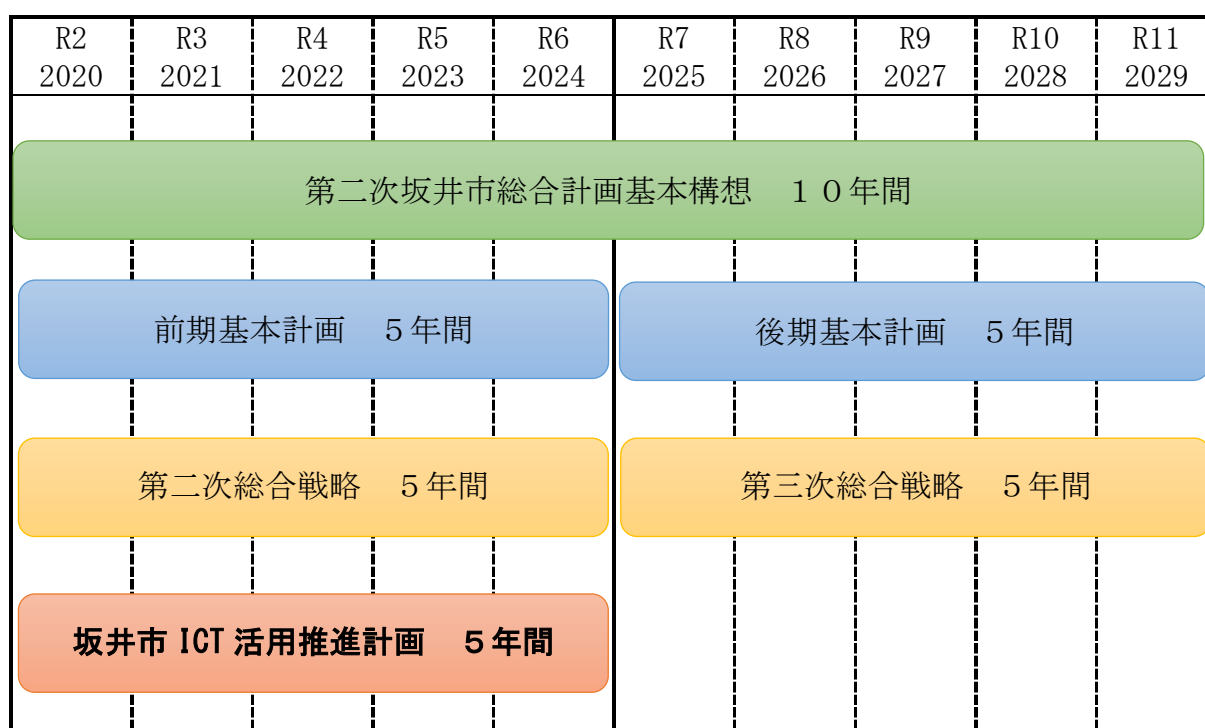 R2 R3 R4 R5 R6 R7 R8 R9 R10 R11
2020 2021 2022 2023 2024 2025 2026 2027 2028 2029
第二次坂井市総合計画基本構想　１０年間
前期基本計画　５年間
後期基本計画　５年間
第二次総合戦略　５年間
第三次総合戦略　５年間
坂井市 ICT 活用推進計画　５年間